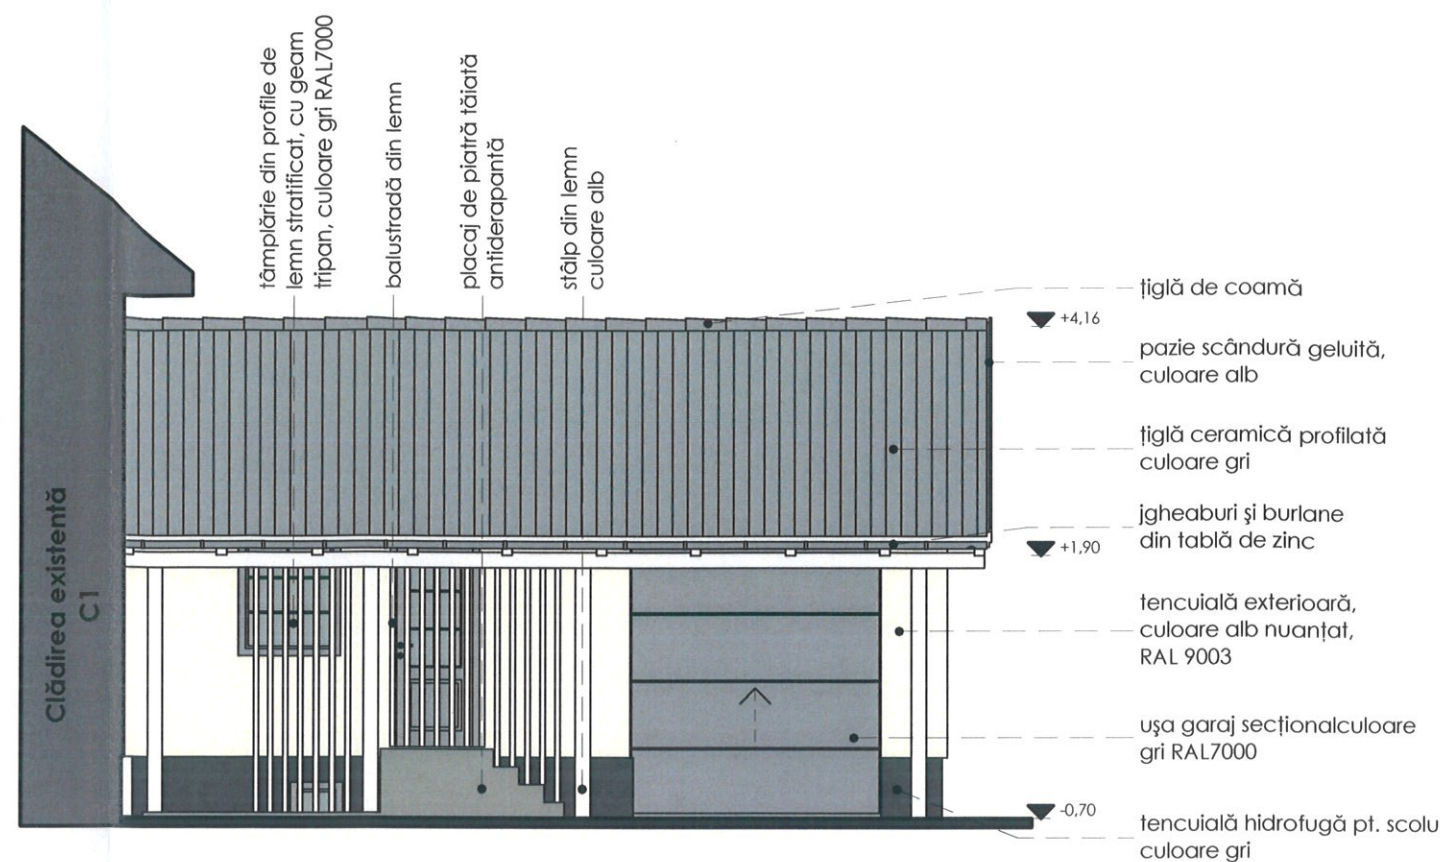 tâmplărie din profile de
lemn stratificat, cu geam
tripan, culoare gri RAL7000
balustradă din lemn
placaj de piatră tăiată
antiderapantă
stâlp din lemn
culoare alb
Clădirea existentă
C1
țiglă de coamă
+4,16
pazie scândură geluită,
culoare alb
țiglă ceramică profilată
culoare gri
jgheaburi și burlane
din tablă de zinc
+1,90
tencuială exterioară,
culoare alb nuanțat,
RAL 9003
ușa garaj secționalculoare
gri RAL7000
-0,70
tencuială hidrofugă pt. scolu
culoare gri